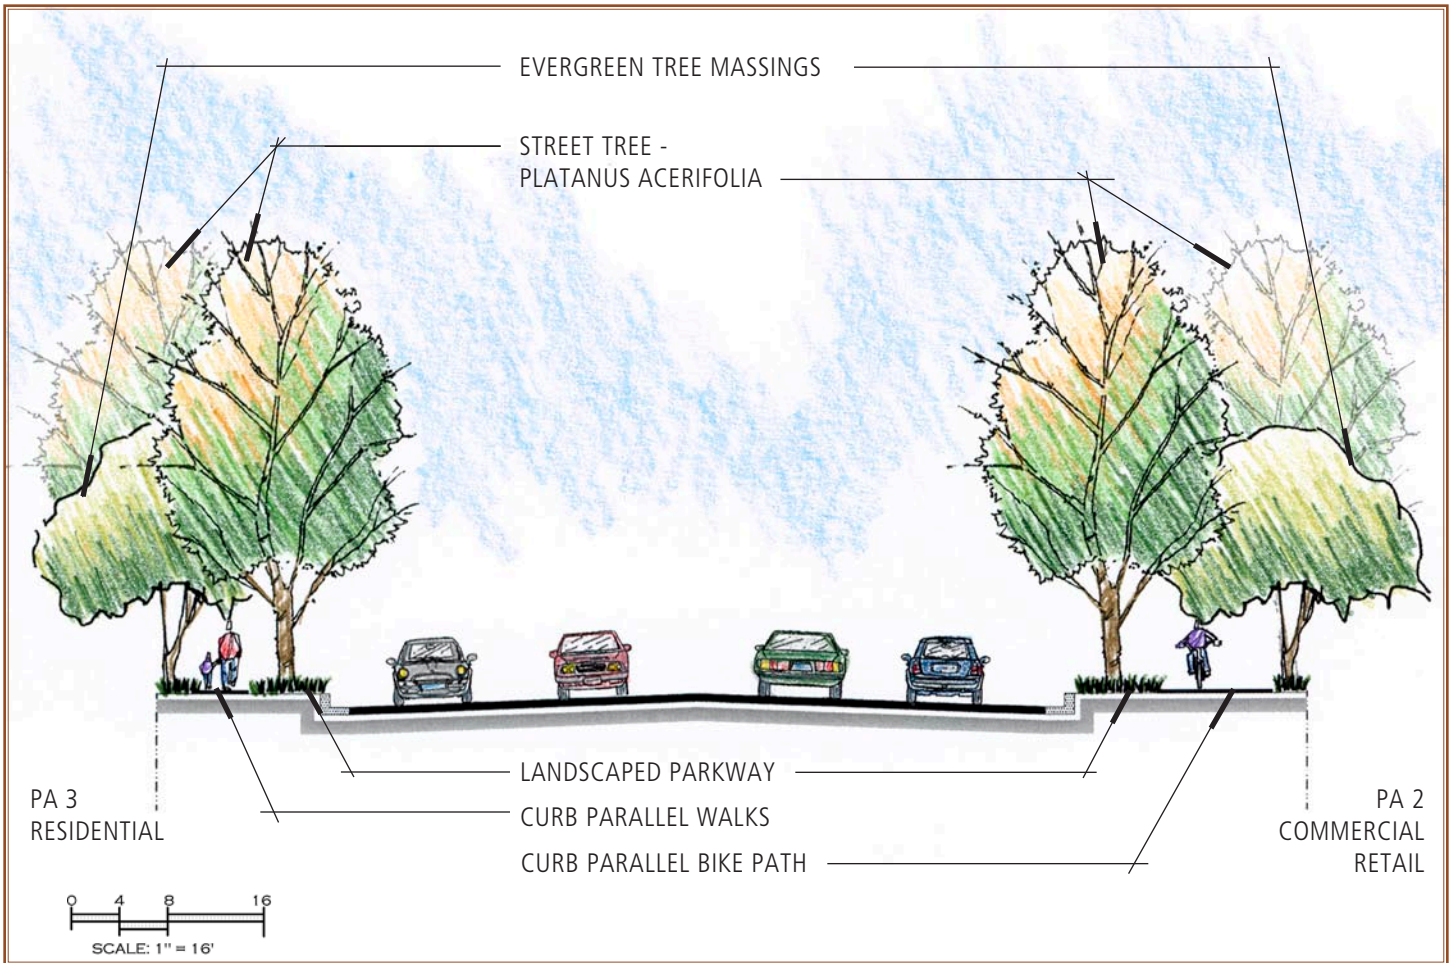 EVERGREEN TREE MASSINGS
STREET TREE -
PLATANUS ACERIFOLIA
LANDSCAPED PARKWAY
CURB PARALLEL WALKS
CURB PARALLEL BIKE PATH
PA 3
RESIDENTIAL
PA 2
COMMERCIAL
RETAIL
0 4 8 16
SCALE: 1" = 16'